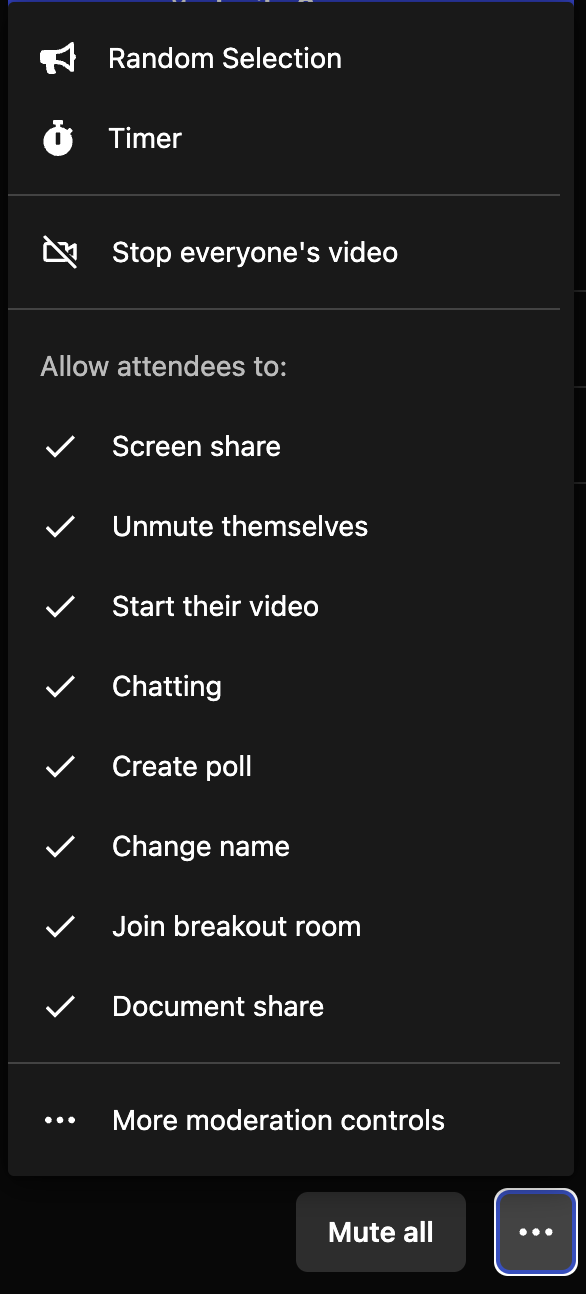 Random Selection
Timer
Stop everyone's video
Allow attendees to:
Screen share
Unmute themselves
Start their video
Chatting
Create poll
Change name
Join breakout room
Document share
More moderation controls
Mute all